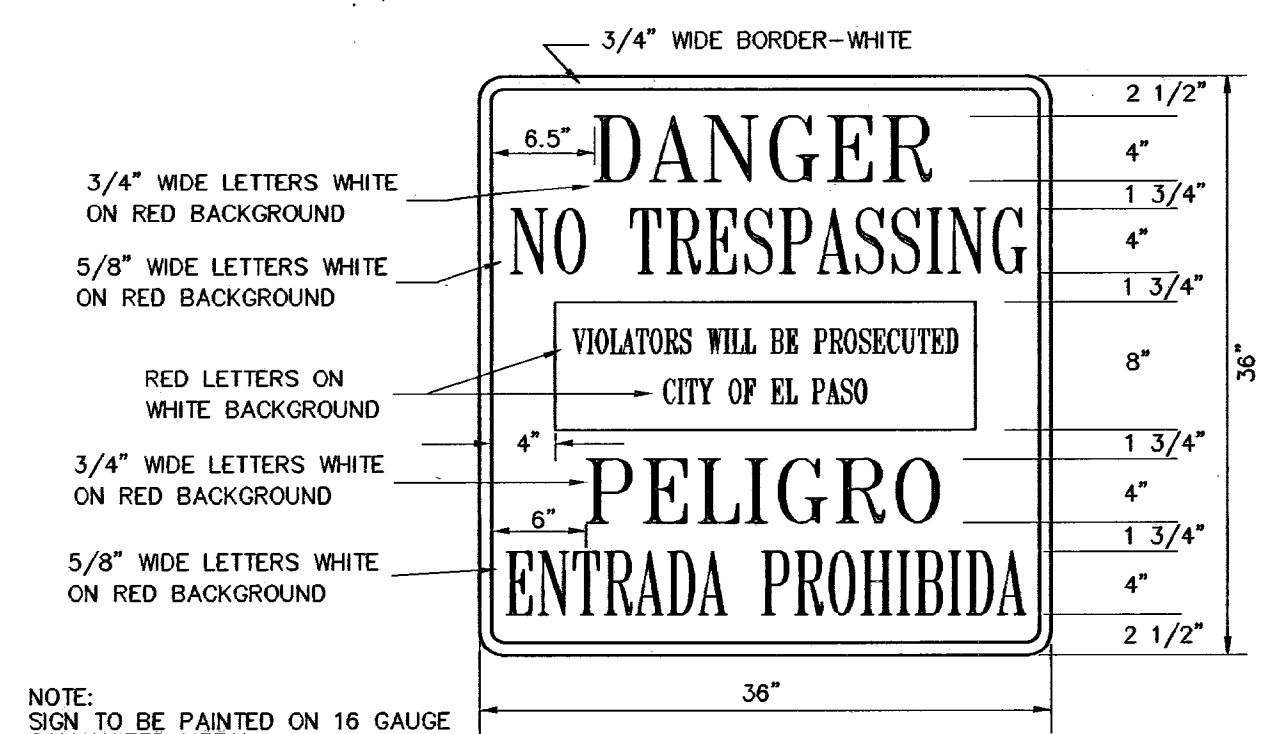 3/4" WIDE BORDER-WHITE
2 1/2"
6.5"
DANGER
4"
3/4" WIDE LETTERS WHITE
ON RED BACKGROUND
1 3/4"
NO TRESPASSING
4"
5/8" WIDE LETTERS WHITE
ON RED BACKGROUND
1 3/4"
VIOLATORS WILL BE PROSECUTED
CITY OF EL PASO
8"
36"
RED LETTERS ON
WHITE BACKGROUND
4"
1 3/4"
3/4" WIDE LETTERS WHITE
ON RED BACKGROUND
PELIGRO
4"
6"
1 3/4"
5/8" WIDE LETTERS WHITE
ON RED BACKGROUND
ENTRADA PROHIBIDA
4"
2 1/2"
36"
NOTE:
SIGN TO BE PAINTED ON 16 GAUGE